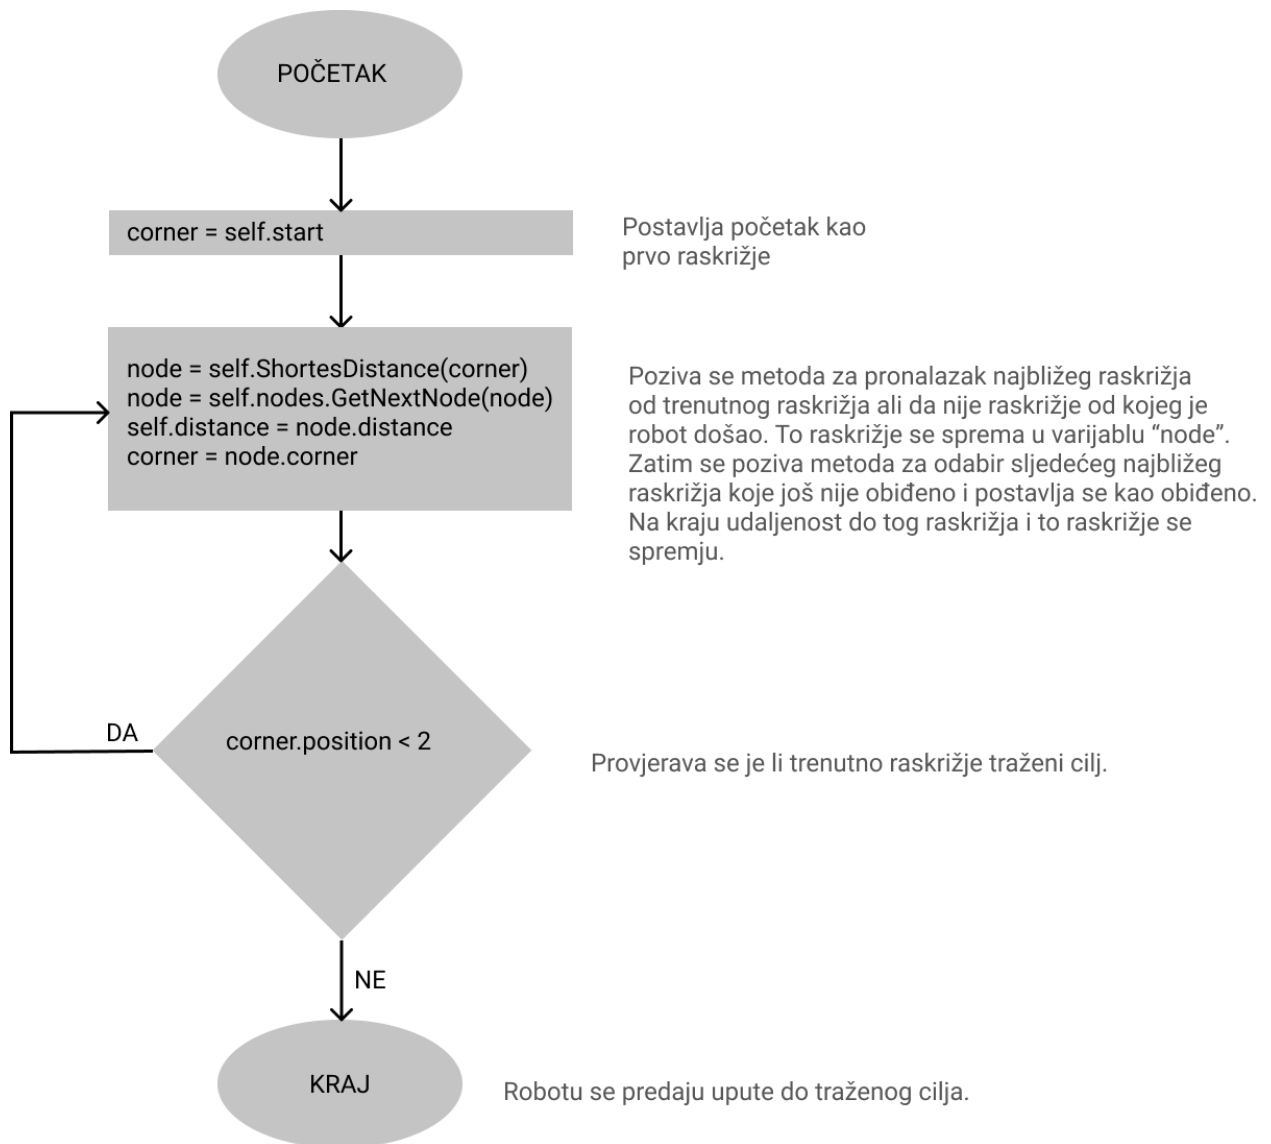 POČETAK
corner = self.start
Postavlja početak kao
prvo raskrižje
node = self.ShortesDistance(corner)
node = self.nodes.GetNextNode(node)
self.distance = node.distance
corner = node.corner
Poziva se metoda za pronalazak najbližeg raskrižja
od trenutnog raskrižja ali da nije raskrižje od kojeg je
robot došao. To raskrižje se sprema u varijablu “node”.
Zatim se poziva metoda za odabir sljedećeg najbližeg
raskrižja koje još nije obiđeno i postavlja se kao obiđeno.
Na kraju udaljenost do tog raskrižja i to raskrižje se
spremju.
DA
corner.position < 2
Provjerava se je li trenutno raskrižje traženi cilj.
NE
KRAJ
Robotu se predaju upute do traženog cilja.